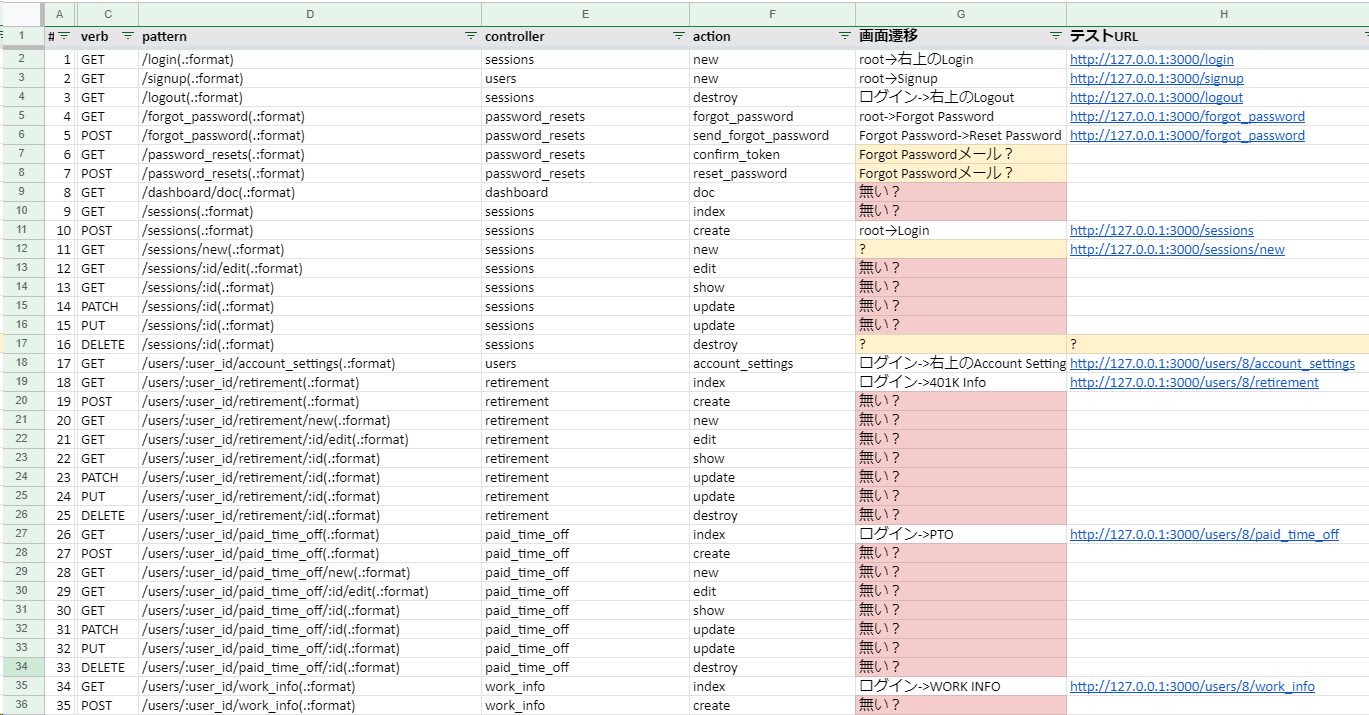 A C D E F G H
1 # verb pattern controller action 画面遷移 テストURL
2 1 GET /login(.:format) sessions new root→右上のLogin http://127.0.0.1:3000/login
3 2 GET /signup(.:format) users new root→Signup http://127.0.0.1:3000/signup
4 3 GET /logout(.:format) sessions destroy ログイン->右上のLogout http://127.0.0.1:3000/logout
5 4 GET /forgot_password(.:format) password_resets forgot_password root->Forgot Password http://127.0.0.1:3000/forgot_password
6 5 POST /forgot_password(.:format) password_resets send_forgot_password Forgot Password->Reset Password http://127.0.0.1:3000/forgot_password
7 6 GET /password_resets(.:format) password_resets confirm_token Forgot Passwordメール？
8 7 POST /password_resets(.:format) password_resets reset_password Forgot Passwordメール？
9 8 GET /dashboard/doc(.:format) dashboard doc 無い？
10 9 GET /sessions(.:format) sessions index 無い？
11 10 POST /sessions(.:format) sessions create root→Login http://127.0.0.1:3000/sessions
12 11 GET /sessions/new(.:format) sessions new ? http://127.0.0.1:3000/sessions/new
13 12 GET /sessions/:id/edit(.:format) sessions edit 無い？
14 13 GET /sessions/:id(.:format) sessions show 無い？
15 14 PATCH /sessions/:id(.:format) sessions update 無い？
16 15 PUT /sessions/:id(.:format) sessions update 無い？
17 16 DELETE /sessions/:id(.:format) sessions destroy ? ?
18 17 GET /users/:user_id/account_settings(.:format) users account_settings ログイン->右上のAccount Setting http://127.0.0.1:3000/users/8/account_settings
19 18 GET /users/:user_id/retirement(.:format) retirement index ログイン->401K Info http://127.0.0.1:3000/users/8/retirement
20 19 POST /users/:user_id/retirement(.:format) retirement create 無い？
21 20 GET /users/:user_id/retirement/new(.:format) retirement new 無い？
22 21 GET /users/:user_id/retirement/:id/edit(.:format) retirement edit 無い？
23 22 GET /users/:user_id/retirement/:id(.:format) retirement show 無い？
24 23 PATCH /users/:user_id/retirement/:id(.:format) retirement update 無い？
25 24 PUT /users/:user_id/retirement/:id(.:format) retirement update 無い？
26 25 DELETE /users/:user_id/retirement/:id(.:format) retirement destroy 無い？
27 26 GET /users/:user_id/paid_time_off(.:format) paid_time_off index ログイン->PTO http://127.0.0.1:3000/users/8/paid_time_off
28 27 POST /users/:user_id/paid_time_off(.:format) paid_time_off create 無い？
29 28 GET /users/:user_id/paid_time_off/new(.:format) paid_time_off new 無い？
30 29 GET /users/:user_id/paid_time_off/:id/edit(.:format) paid_time_off edit 無い？
31 30 GET /users/:user_id/paid_time_off/:id(.:format) paid_time_off show 無い？
32 31 PATCH /users/:user_id/paid_time_off/:id(.:format) paid_time_off update 無い？
33 32 PUT /users/:user_id/paid_time_off/:id(.:format) paid_time_off update 無い？
34 33 DELETE /users/:user_id/paid_time_off/:id(.:format) paid_time_off destroy 無い？
35 34 GET /users/:user_id/work_info(.:format) work_info index ログイン->WORK INFO http://127.0.0.1:3000/users/8/work_info
36 35 POST /users/:user_id/work_info(.:format) work_info create 無い？